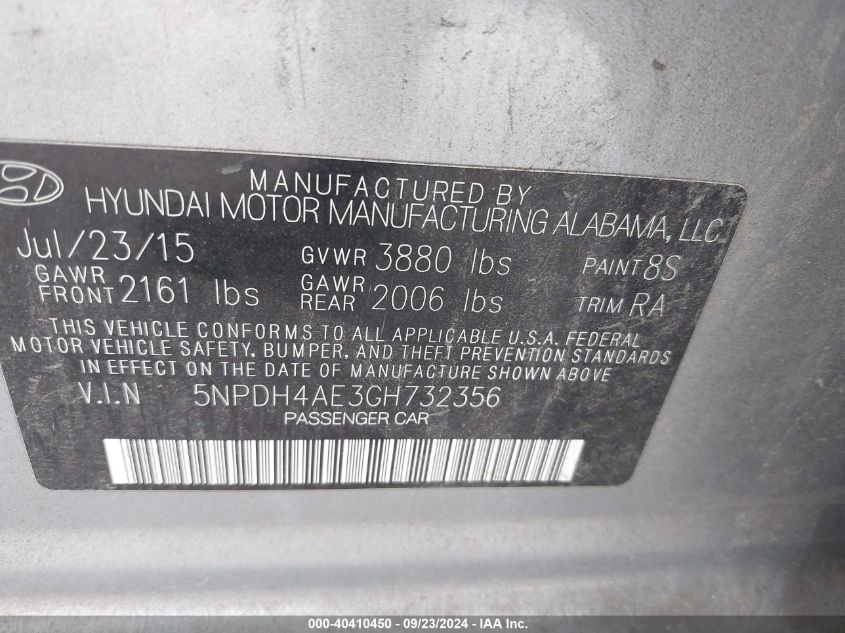 MANUFACTURED BY
HYUNDAI MOTOR MANUFACTURING ALABAMA, LLC
Jul/23/15 GVWR 3880 lbs PAINT 8S
GAWR FRONT 2161 lbs GAWR REAR 2006 lbs TRIM RA
THIS VEHICLE CONFORMS TO ALL APPLICABLE U.S.A. FEDERAL
MOTOR VEHICLE SAFETY, BUMPER, AND THEFT PREVENTION STANDARDS
IN EFFECT ON THE DATE OF MANUFACTURE SHOWN ABOVE.
V.I.N 5NPDH4AE3GH732356
PASSENGER CAR
000-40410450 - 09/23/2024 - IAA Inc.